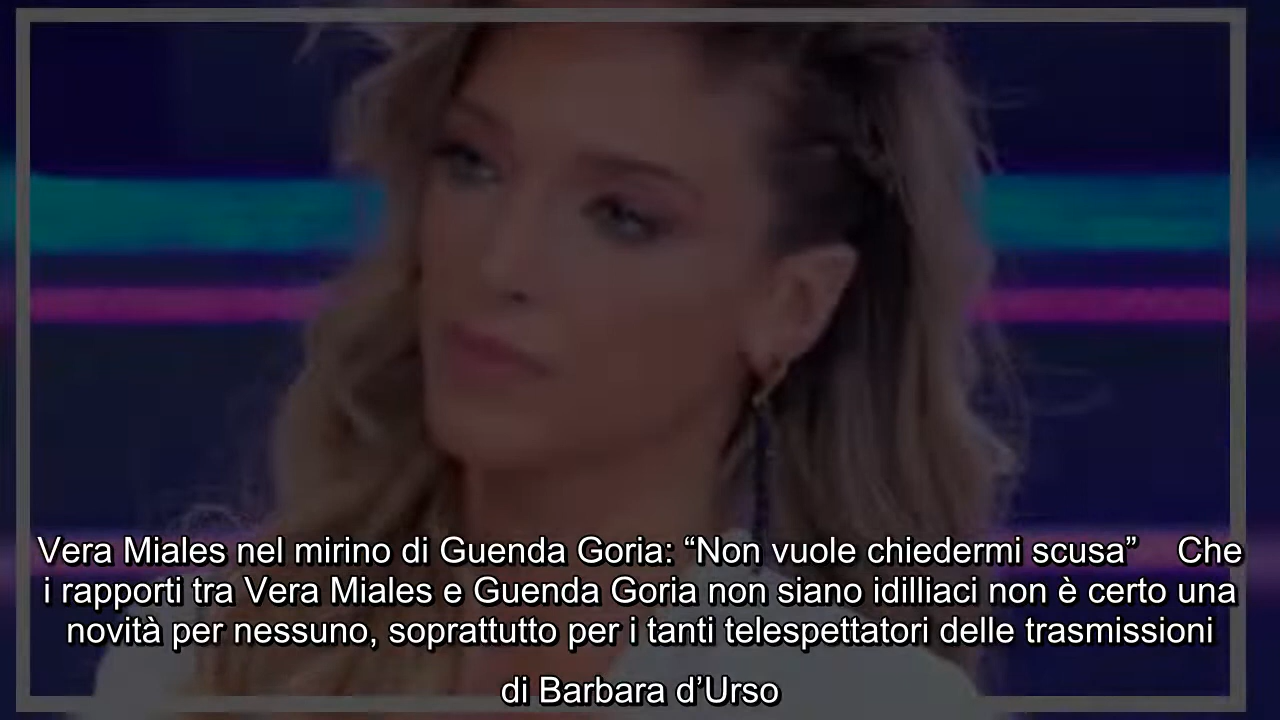 Vera Miales nel mirino di Guenda Goria: “Non vuole chiedermi scusa” Che
i rapporti tra Vera Miales e Guenda Goria non siano idilliaci non è certo una
novità per nessuno, soprattutto per i tanti telespettatori delle trasmissioni
di Barbara d’Urso